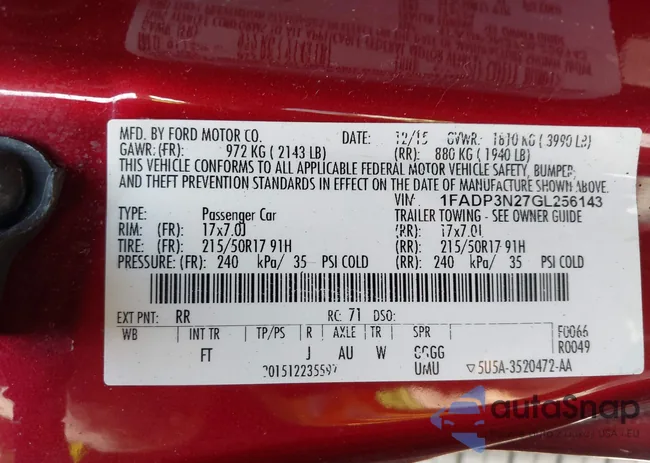 MFD. BY FORD MOTOR CO. DATE: 12/15 GVWR: 1810 KG ( 3990 LB)
GAWR: (FR): 972 KG ( 2143 LB) (RR): 880 KG ( 1940 LB)
THIS VEHICLE CONFORMS TO ALL APPLICABLE FEDERAL MOTOR VEHICLE SAFETY, BUMPER,
AND THEFT PREVENTION STANDARDS IN EFFECT ON THE DATE OF MANUFACTURE SHOWN ABOVE.
VIN: 1FADP3N27GL256143
TYPE: Passenger Car TRAILER TOWING - SEE OWNER GUIDE
RIM: (FR): 17x7.0J (RR): 17x7.0J
TIRE: (FR): 215/50R17 91H (RR): 215/50R17 91H
PRESSURE: (FR): 240 kPa/ 35 PSI COLD (RR): 240 kPa/ 35 PSI COLD
EXT PNT: RR RC: 71 DSO:
WB INT TR TP/PS R AXLE TR SPR F0066
FT J AU W GGGG R0049
201512235597 UMU ▽5U5A-3520472-AA
autoSnap